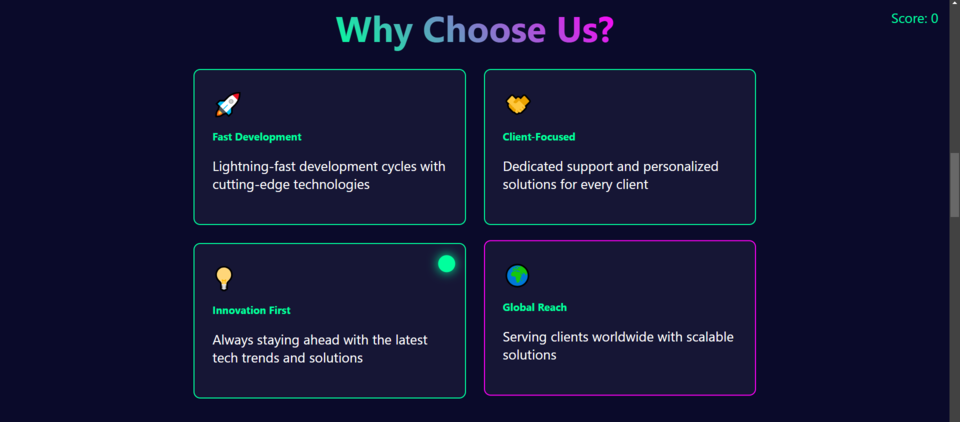 Why Choose Us?
Score: 0
Fast Development
Lightning-fast development cycles with
cutting-edge technologies
Client-Focused
Dedicated support and personalized
solutions for every client
Innovation First
Always staying ahead with the latest
tech trends and solutions
Global Reach
Serving clients worldwide with scalable
solutions